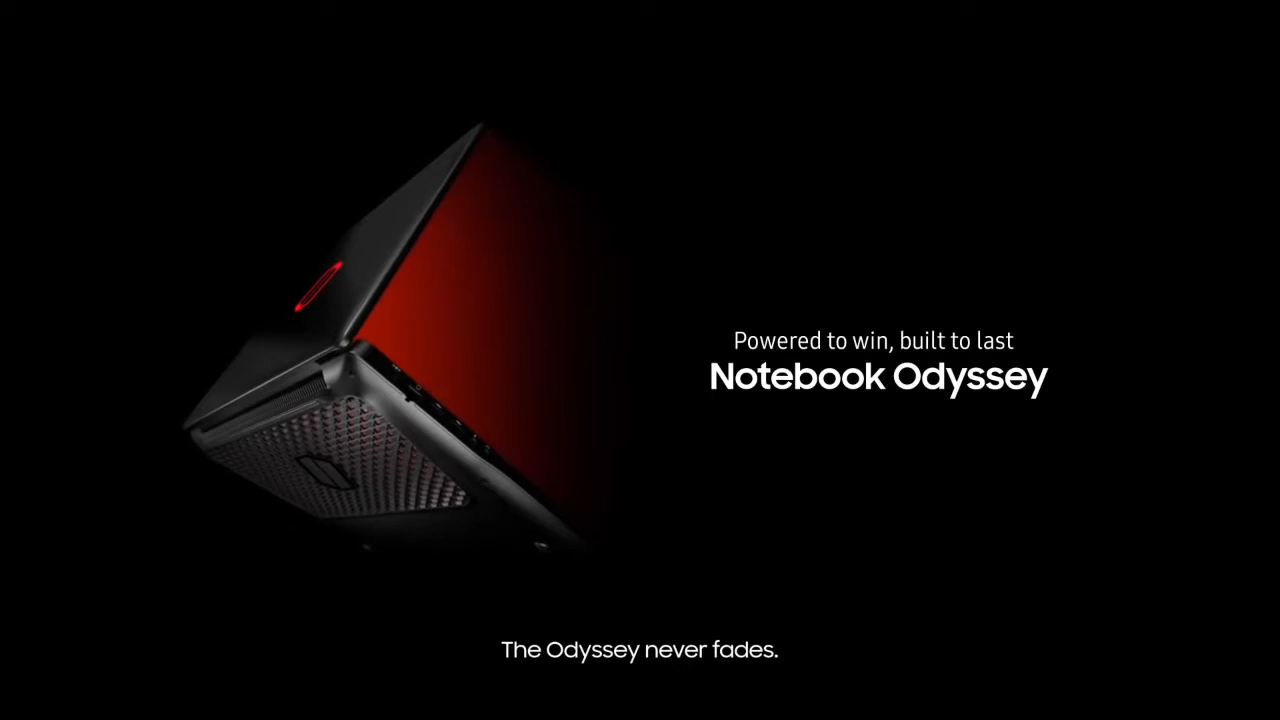 Powered to win, built to last
Notebook Odyssey
The Odyssey never fades.